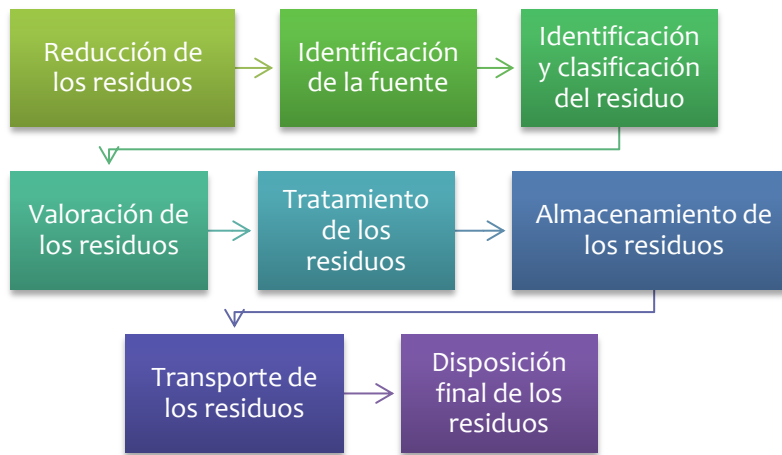 Reducción de
los residuos
Identificación
de la fuente
Identificación
y clasificación
del residuo
Valoración de
los residuos
Tratamiento
de los
residuos
Almacenamiento de
los residuos
Transporte de
los residuos
Disposición
final de los
residuos